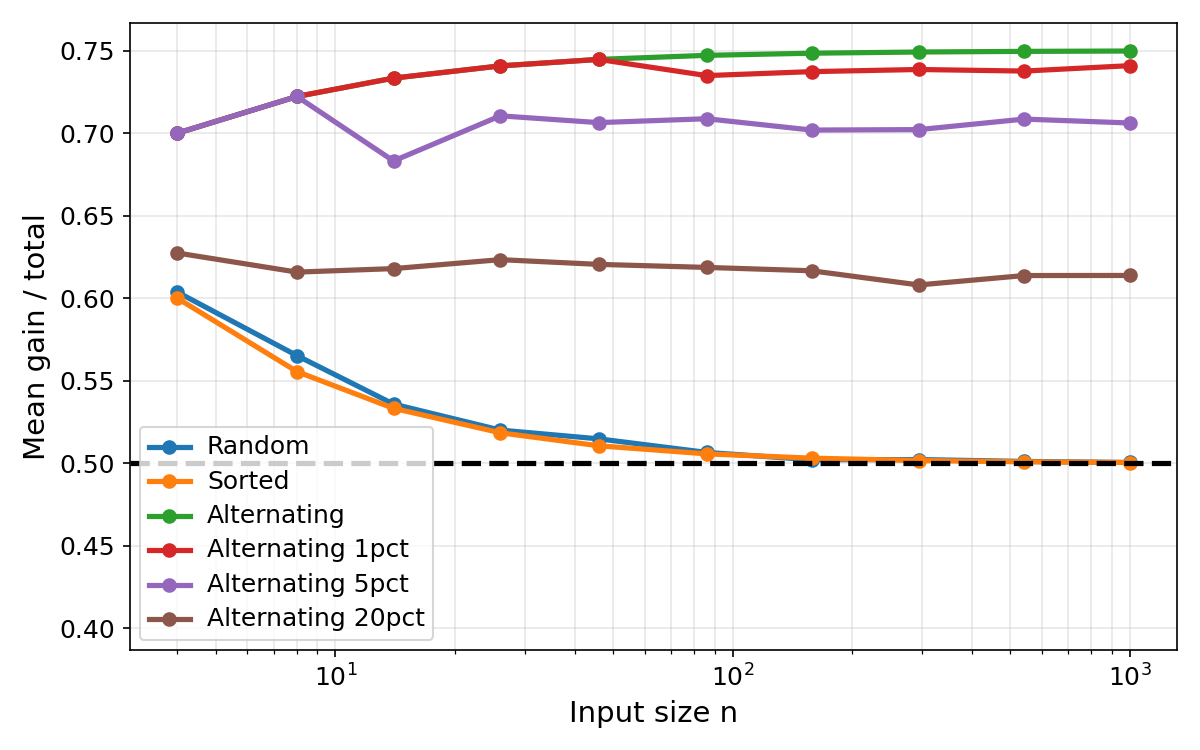 0.75
0.70
0.65
0.60
0.55
0.50
0.45
0.40
Mean gain / total
Random
Sorted
Alternating
Alternating 1pct
Alternating 5pct
Alternating 20pct
10¹
10²
10³
Input size n